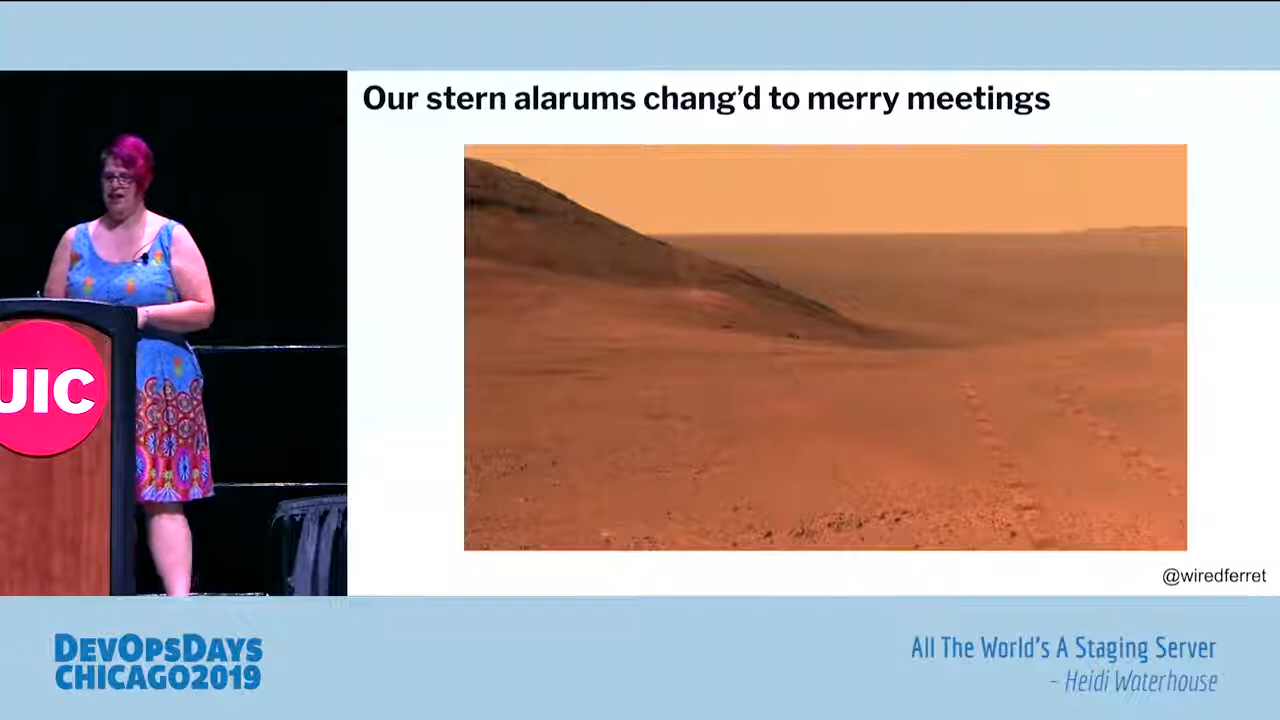 Our stern alarums chang'd to merry meetings
UIC
@wiredferret
DevOpsDays
Chicago2019
All The World's A Staging Server
- Heidi Waterhouse